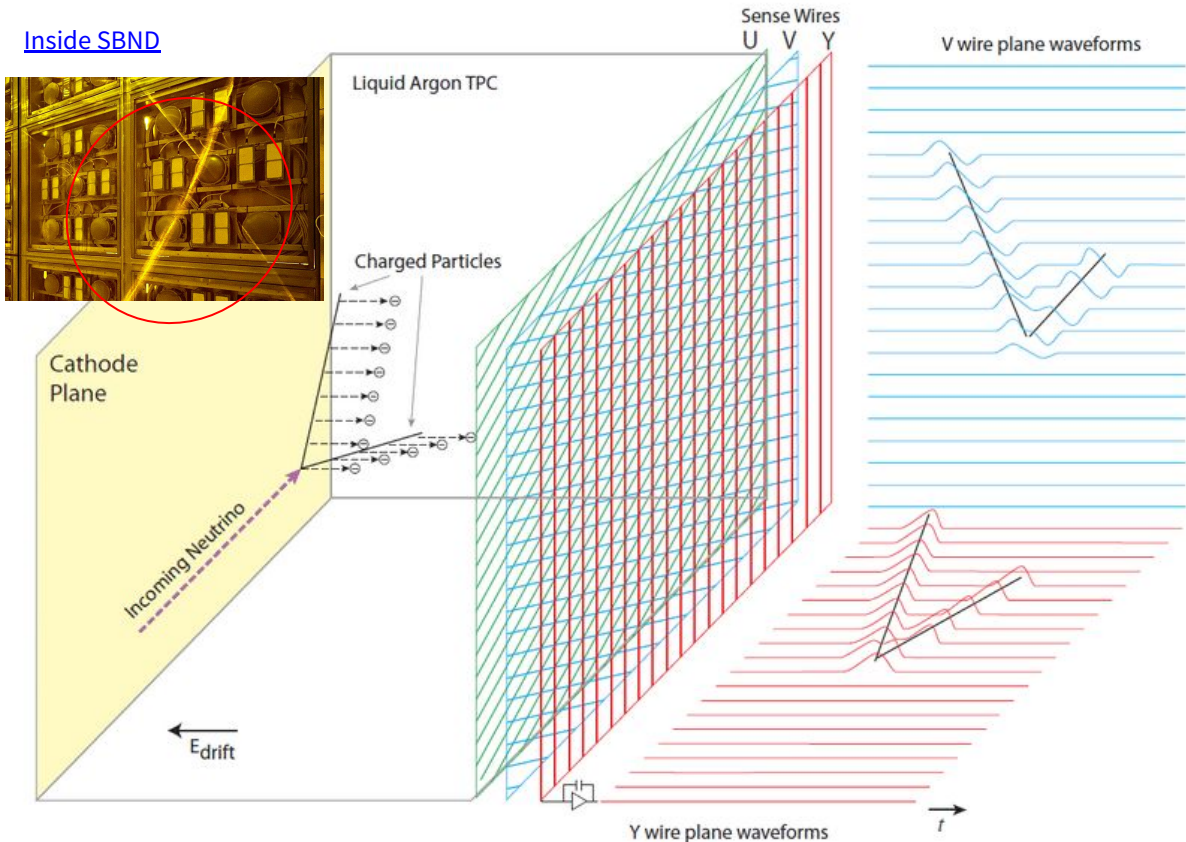 Inside SBND
Sense Wires
U V Y
V wire plane waveforms
Liquid Argon TPC
Charged Particles
Cathode
Plane
Incoming Neutrino
Edrift
t
Y wire plane waveforms